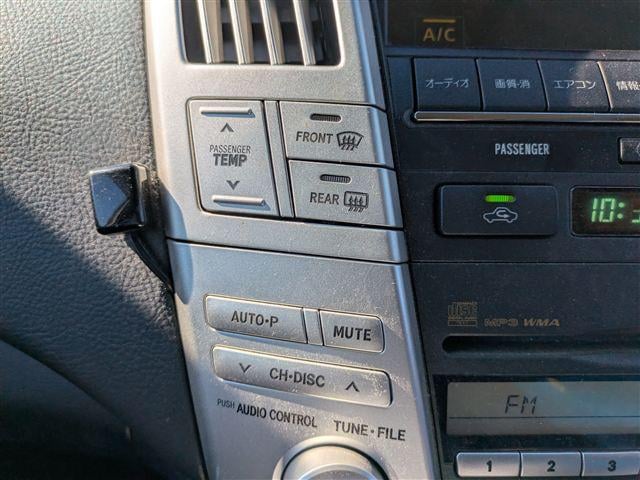 A/C
オーディオ 画質・消 エアコン 情報
PASSENGER
TEMP
FRONT
REAR
PASSENGER
10:
AUTO•P MUTE
CH•DISC
PUSH AUDIO CONTROL TUNE•FILE
DISC
MP3 WMA
FM
1 2 3